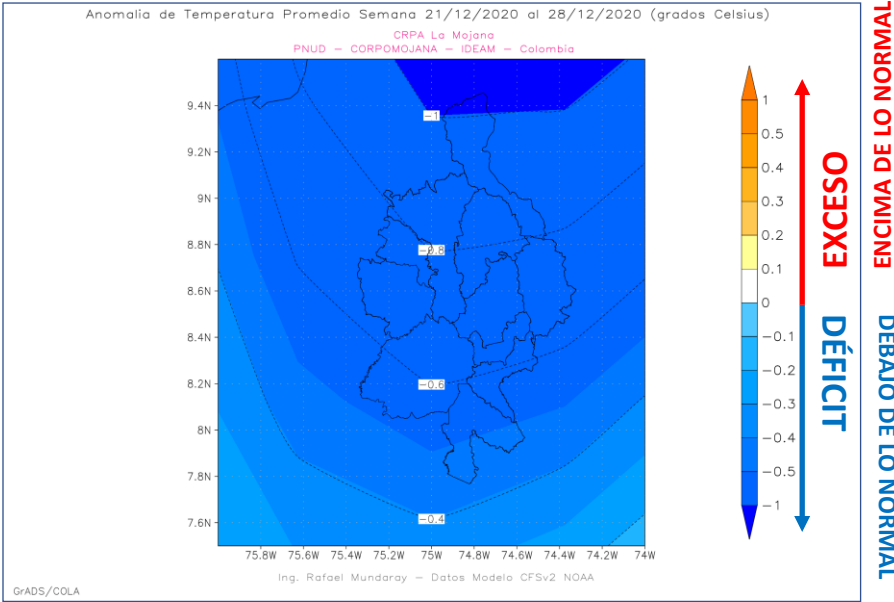 Anomalía de Temperatura Promedio Semana 21/12/2020 al 28/12/2020 (grados Celsius)
CRPA La Mojana
PNUD – CORPOMOJANA – IDEAM – Colombia
9.4N
9.2N
9N
8.8N
8.6N
8.4N
8.2N
8N
7.8N
7.6N
−1
−0.8
−0.6
−0.4
75.8W 75.6W 75.4W 75.2W 75W 74.8W 74.6W 74.4W 74.2W 74W
1
0.5
0.4
0.3
0.2
0.1
0
−0.1
−0.2
−0.3
−0.4
−0.5
−1
EXCESO
DÉFICIT
ENCIMA DE LO NORMAL
DEBAJO DE LO NORMAL
Ing. Rafael Mundaray – Datos Modelo CFSv2 NOAA
GrADS/COLA